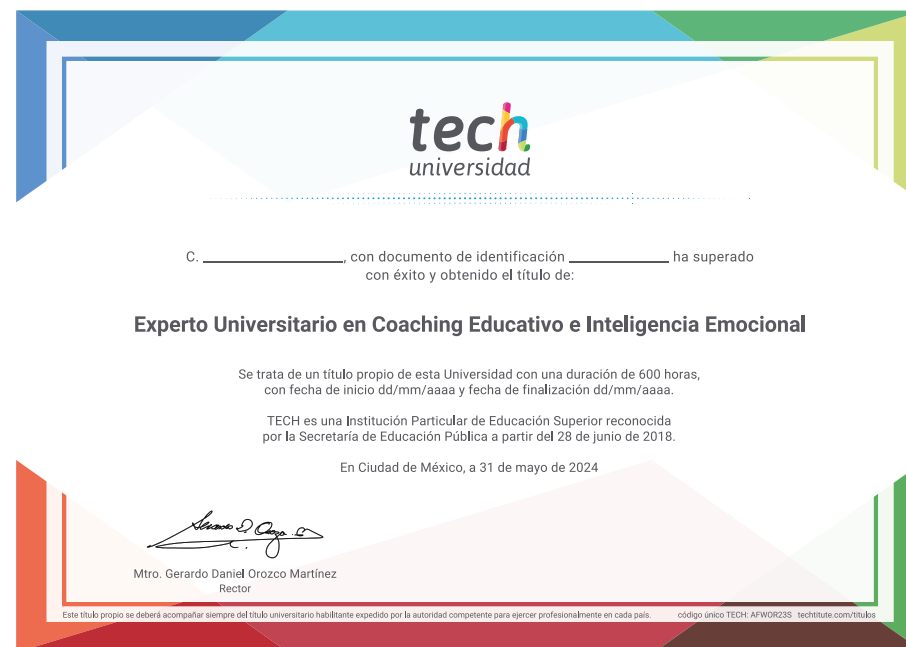 tech
universidad
C. ____________________, con documento de identificación ______________ ha superado
con éxito y obtenido el título de:
Experto Universitario en Coaching Educativo e Inteligencia Emocional
Se trata de un título propio de esta Universidad con una duración de 600 horas,
con fecha de inicio dd/mm/aaaa y fecha de finalización dd/mm/aaaa.
TECH es una Institución Particular de Educación Superior reconocida
por la Secretaría de Educación Pública a partir del 28 de junio de 2018.
En Ciudad de México, a 31 de mayo de 2024
Mtro. Gerardo Daniel Orozco Martínez
Rector
Este título propio se deberá acompañar siempre del título universitario habilitante expedido por la autoridad competente para ejercer profesionalmente en cada país. código único TECH: AFWOR23S techtitute.com/titulos